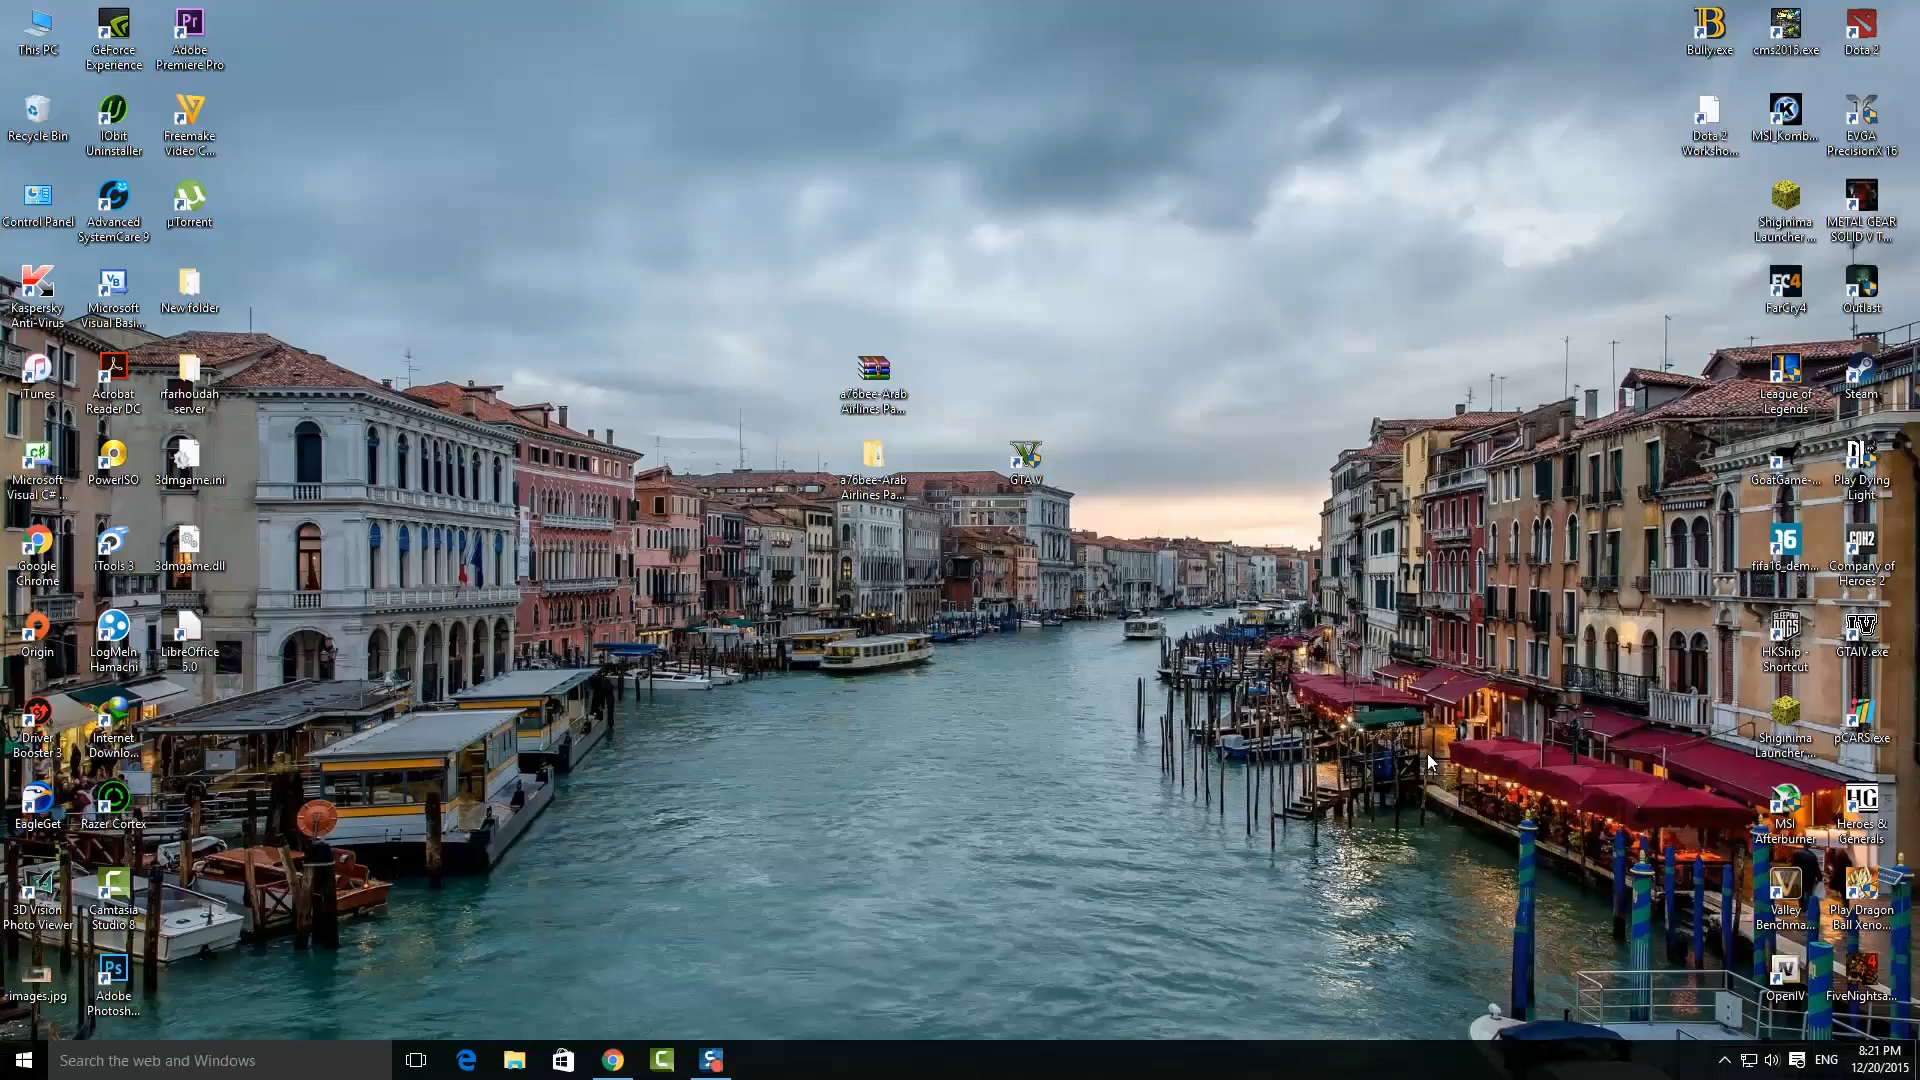 This PC
GeForce
Experience
Adobe
Premiere Pro
Recycle Bin
IObit
Uninstaller
Freemake
Video C...
Control Panel
Advanced
SystemCare 9
µTorrent
Kaspersky
Anti-Virus
Microsoft
Visual Basi...
New folder
iTunes
Acrobat
Reader DC
rfarhoudah
server
Microsoft
Visual C# ...
PowerISO
3dmgame.ini
Google
Chrome
iTools 3
3dmgame.dll
Origin
LogMeIn
Hamachi
LibreOffice
5.0
Driver
Booster 3
Internet
Downlo...
EagleGet
Razer Cortex
3D Vision
Photo Viewer
Camtasia
Studio 8
images.jpg
Adobe
Photosh...
a76bee-Arab
Airlines Pa...
a76bee-Arab
Airlines Pa...
GTA V
Bully.exe
cms2015.exe
Dota 2
Dota 2
Worksho...
MSI_Komb...
EVGA
PrecisionX 16
Shiginima
Launcher ...
METAL GEAR
SOLID V T...
FarCry4
Outlast
League of
Legends
Steam
GoatGame-...
Play Dying
Light
fifa16_dem...
Company of
Heroes 2
HKShip -
Shortcut
GTAIV.exe
Shiginima
Launcher ...
pCARS.exe
MSI
Afterburner
Heroes &
Generals
Valley
Benchma...
Play Dragon
Ball Xeno...
OpenIV
FiveNightsa...
Search the web and Windows
ENG
8:21 PM
12/20/2015